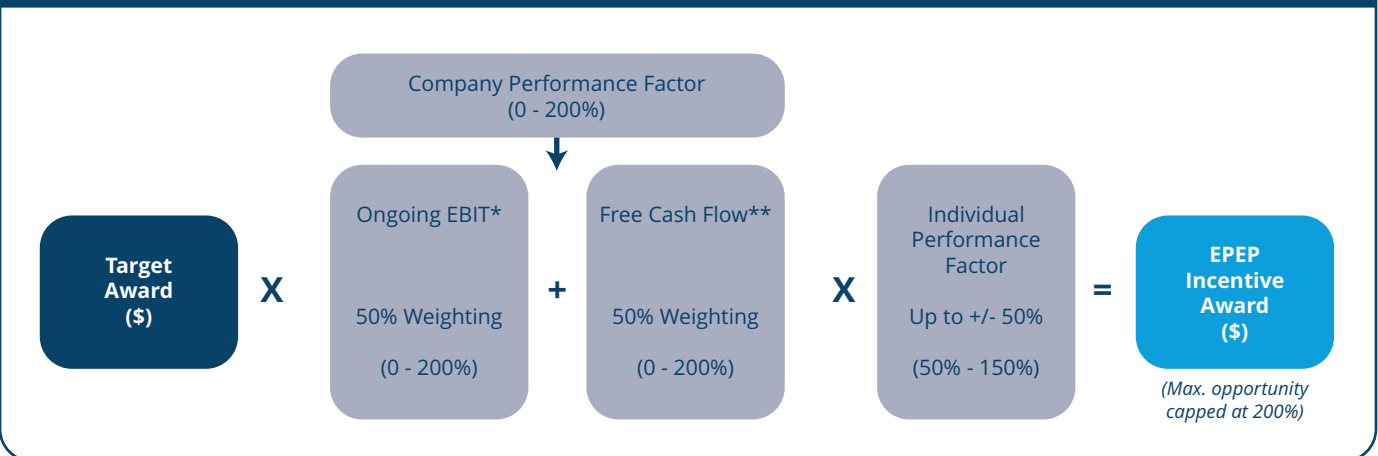 Company Performance Factor
(0 - 200%)
Target
Award
($)
X
Ongoing EBIT*
50% Weighting
(0 - 200%)
+
Free Cash Flow**
50% Weighting
(0 - 200%)
X
Individual
Performance
Factor
Up to +/- 50%
(50% - 150%)
=
EPEP
Incentive
Award
($)
(Max. opportunity
capped at 200%)